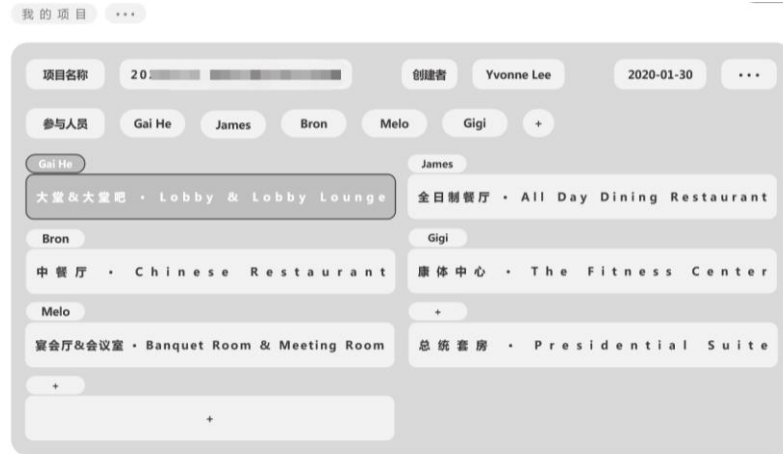 我的项目 ···
项目名称 20 创建者 Yvonne Lee 2020-01-30 ···
参与人员 Gai He James Bron Melo Gigi +
Gai He James
大堂&大堂吧 · Lobby & Lobby Lounge 全日制餐厅 · All Day Dining Restaurant
Bron Gigi
中餐厅 · Chinese Restaurant 康体中心 · The Fitness Center
Melo +
宴会厅&会议室 · Banquet Room & Meeting Room 总统套房 · Presidential Suite
+
+